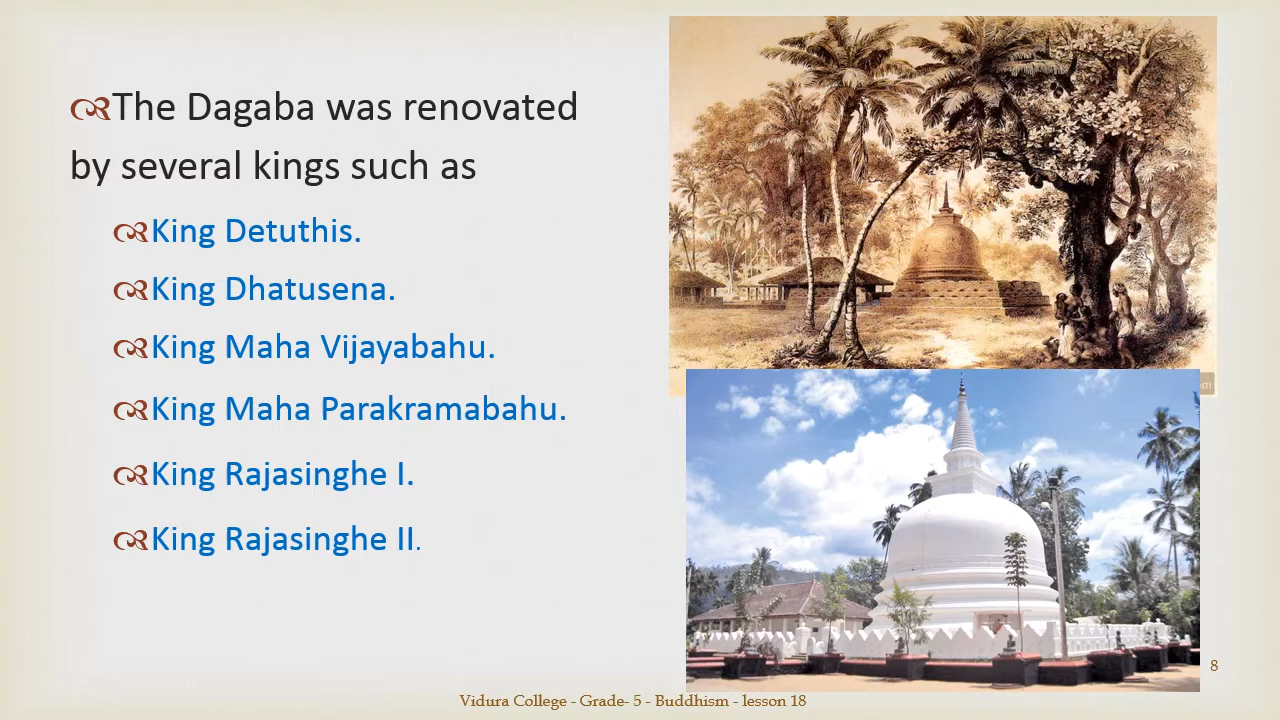 The Dagaba was renovated
by several kings such as
King Detuthis.
King Dhatusena.
King Maha Vijayabahu.
King Maha Parakramabahu.
King Rajasinghe I.
King Rajasinghe II.
8
Vidura College - Grade- 5 - Buddhism - lesson 18